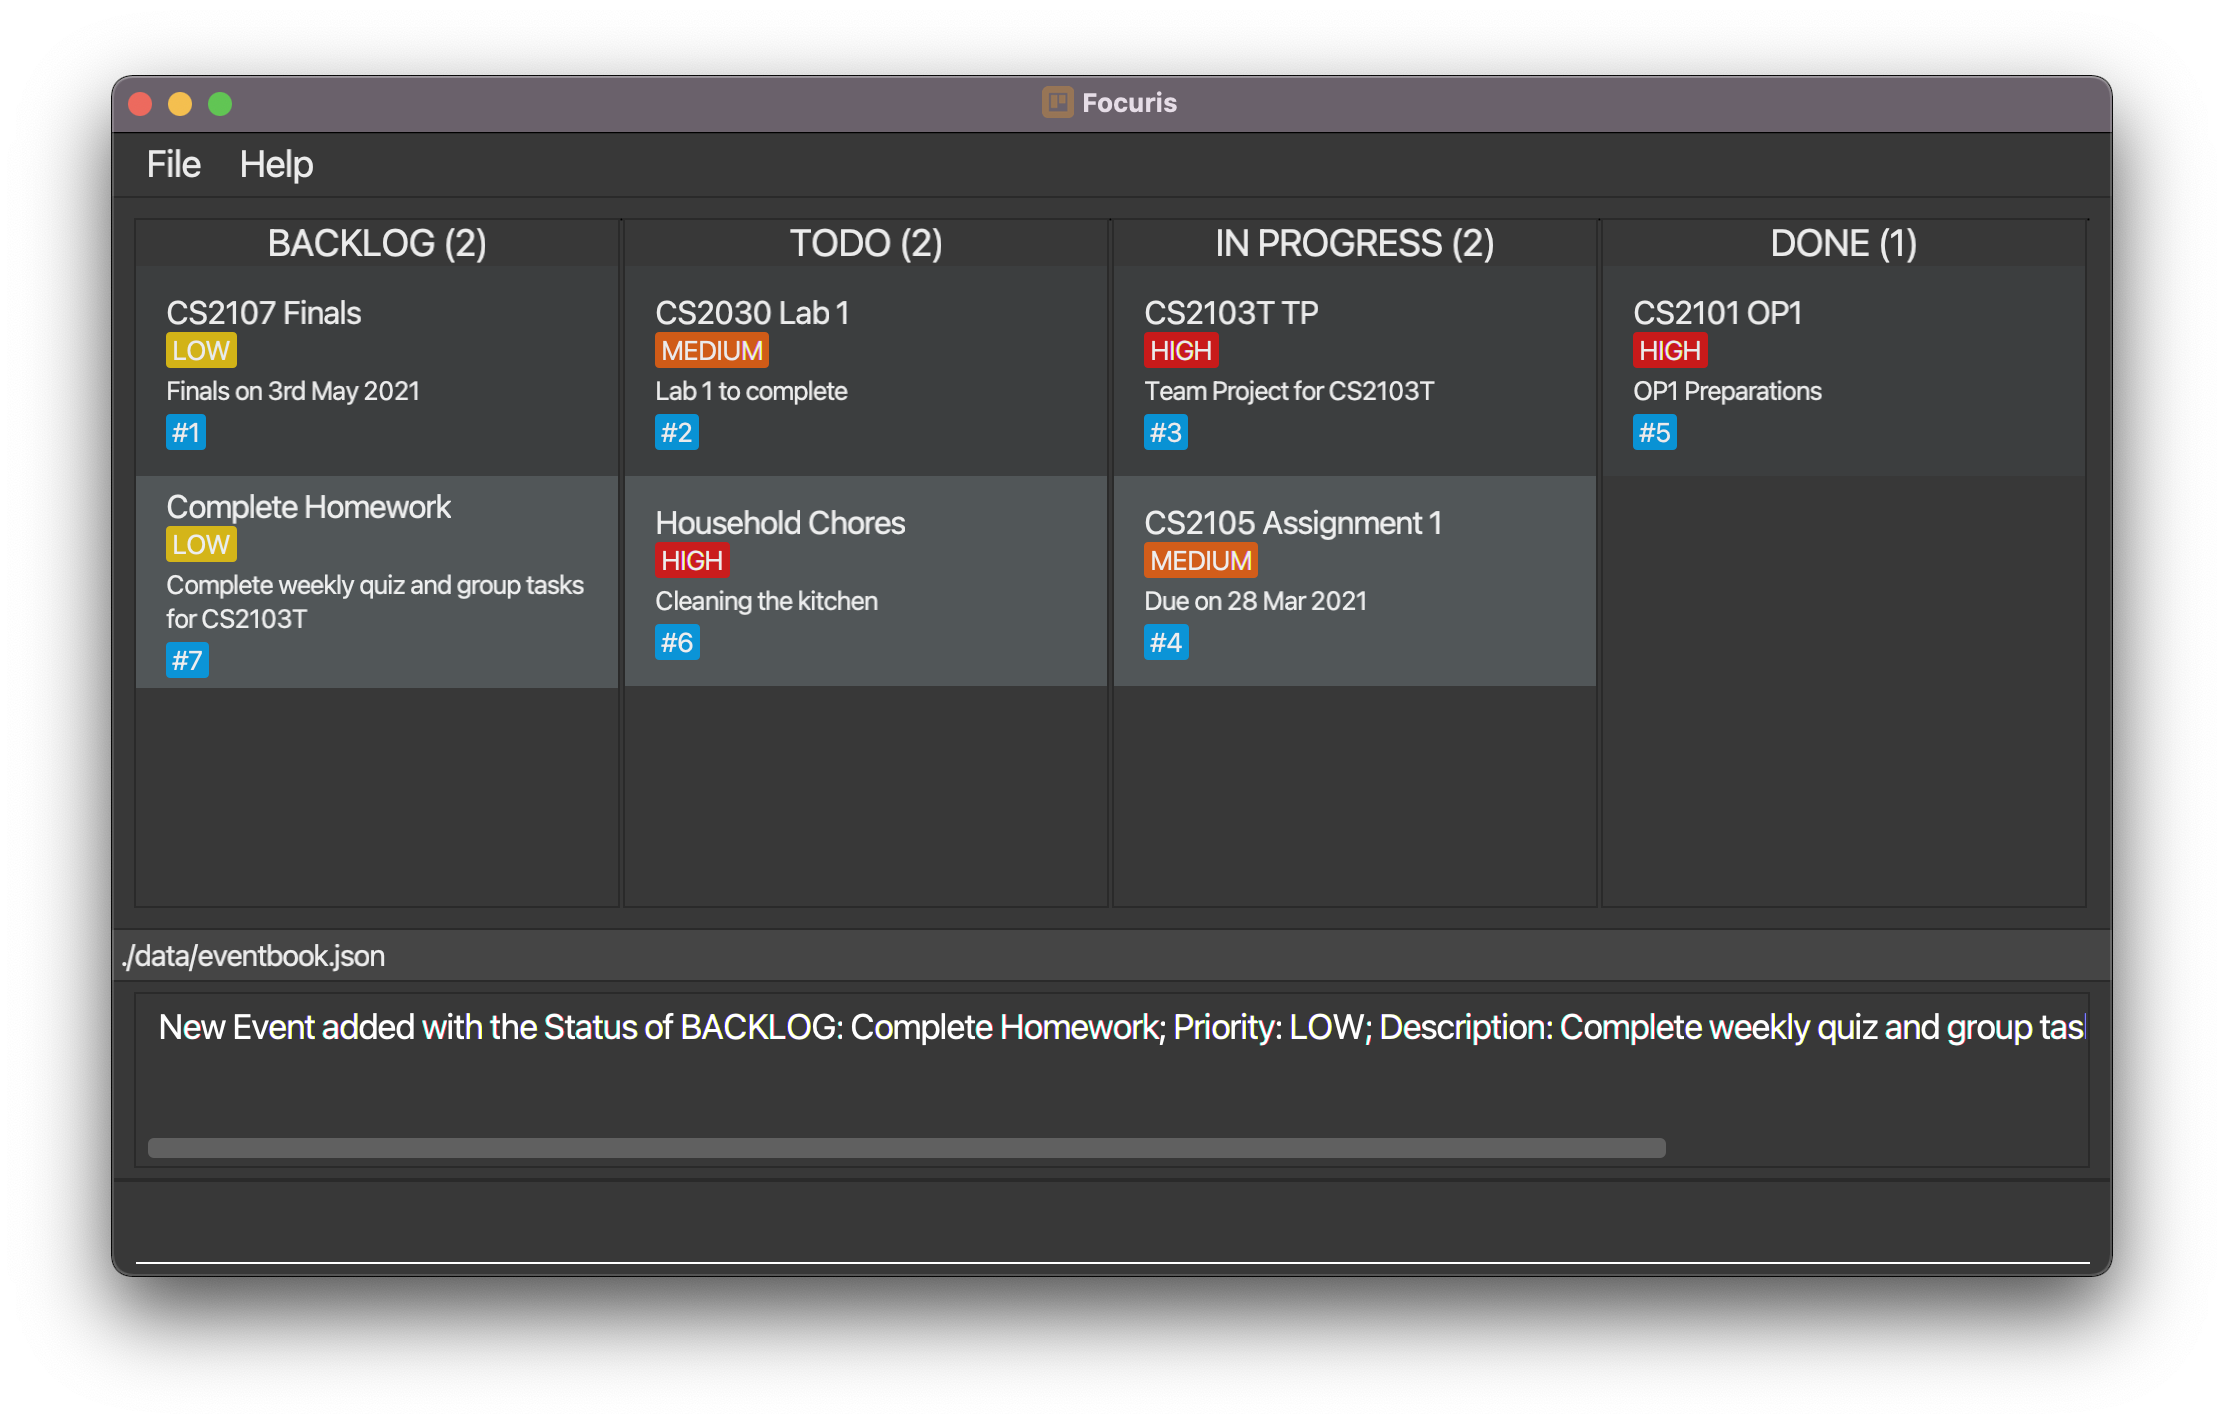 Focuris
File Help
BACKLOG (2)
CS2107 Finals
LOW
Finals on 3rd May 2021
#1
Complete Homework
LOW
Complete weekly quiz and group tasks
for CS2103T
#7
TODO (2)
CS2030 Lab 1
MEDIUM
Lab 1 to complete
#2
Household Chores
HIGH
Cleaning the kitchen
#6
IN PROGRESS (2)
CS2103T TP
HIGH
Team Project for CS2103T
#3
CS2105 Assignment 1
MEDIUM
Due on 28 Mar 2021
#4
DONE (1)
CS2101 OP1
HIGH
OP1 Preparations
#5
./data/eventbook.json
New Event added with the Status of BACKLOG: Complete Homework; Priority: LOW; Description: Complete weekly quiz and group